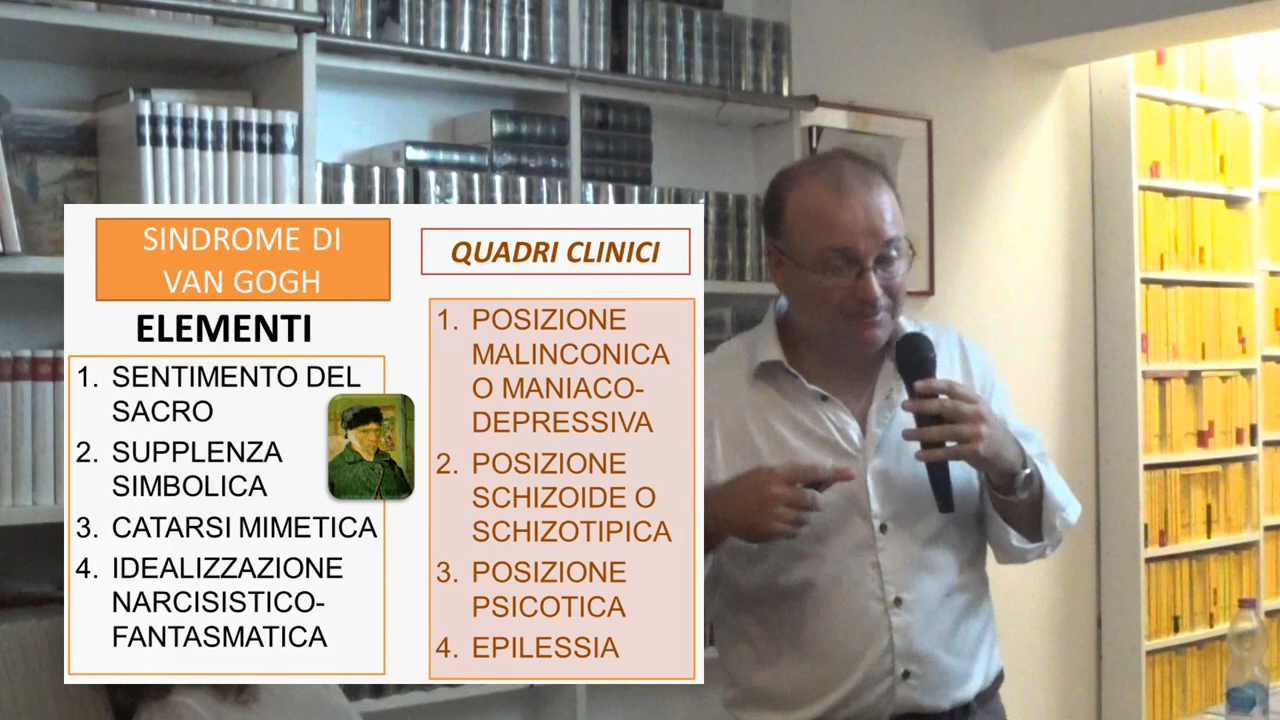 SINDROME DI
VAN GOGH
ELEMENTI
1. SENTIMENTO DEL
SACRO
2. SUPPLENZA
SIMBOLICA
3. CATARSI MIMETICA
4. IDEALIZZAZIONE
NARCISISTICO-
FANTASMATICA
QUADRI CLINICI
1. POSIZIONE
MALINCONICA
O MANIACO-
DEPRESSIVA
2. POSIZIONE
SCHIZOIDE O
SCHIZOTIPICA
3. POSIZIONE
PSICOTICA
4. EPILESSIA